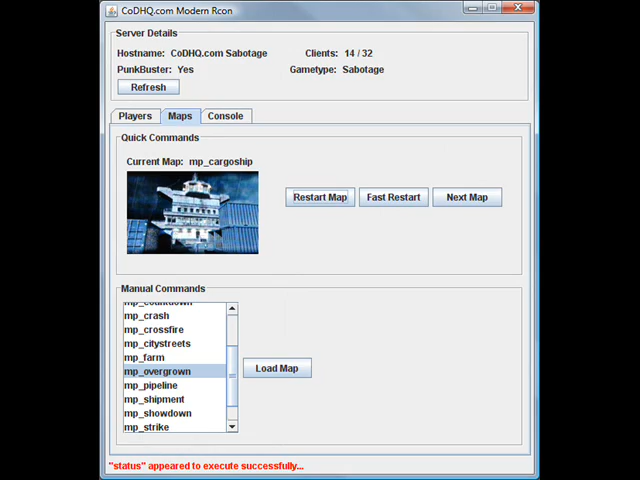 CoDHQ.com Modern Rcon
Server Details
Hostname: CoDHQ.com Sabotage Clients: 14 / 32
PunkBuster: Yes Gametype: Sabotage
Refresh
Players Maps Console
Quick Commands
Current Map: mp_cargoship
Restart Map Fast Restart Next Map
Manual Commands
mp_countdown
mp_crash
mp_crossfire
mp_citystreets
mp_farm
mp_overgrown
Load Map
mp_pipeline
mp_shipment
mp_showdown
mp_strike
"status" appeared to execute successfully...